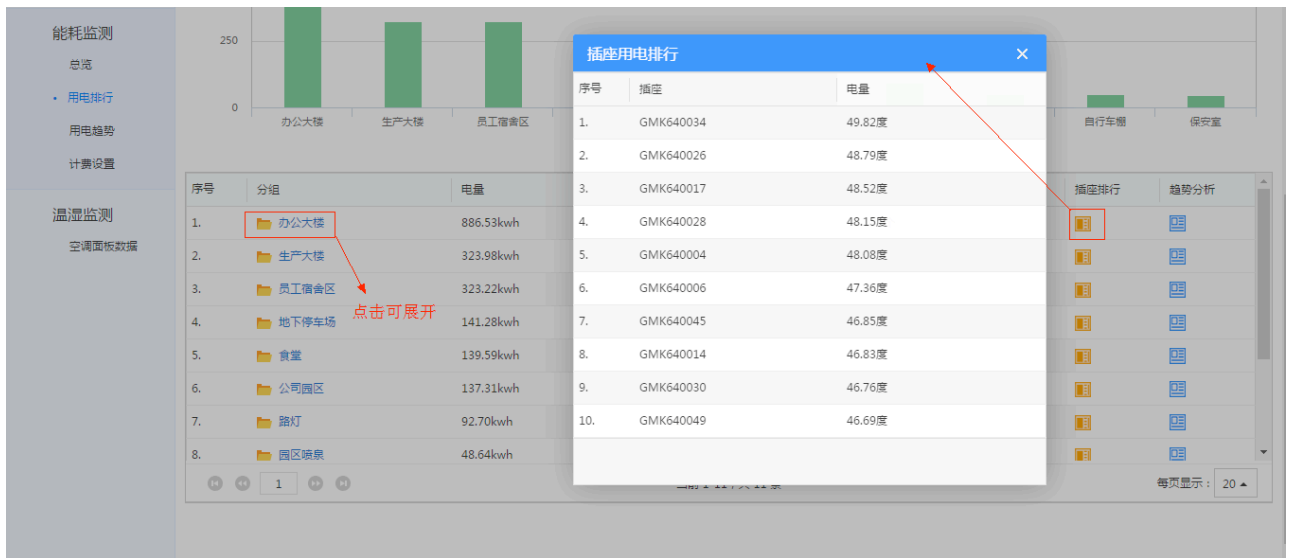 能耗监测
总览
用电排行
用电趋势
计费设置
温湿监测
空调面板数据
250
0
办公大楼 生产大楼 员工宿舍区 自行车棚 保安室
序号 分组 电量 插座排行 趋势分析
1. 办公大楼 886.53kwh
2. 生产大楼 323.98kwh
3. 员工宿舍区 323.22kwh
点击可展开
4. 地下停车场 141.28kwh
5. 食堂 139.59kwh
6. 公司园区 137.31kwh
7. 路灯 92.70kwh
8. 园区喷泉 48.64kwh
1
每页显示： 20
插座用电排行
序号 插座 电量
1. GMK640034 49.82度
2. GMK640026 48.79度
3. GMK640017 48.52度
4. GMK640028 48.15度
5. GMK640004 48.08度
6. GMK640006 47.36度
7. GMK640045 46.85度
8. GMK640014 46.83度
9. GMK640030 46.76度
10. GMK640049 46.69度